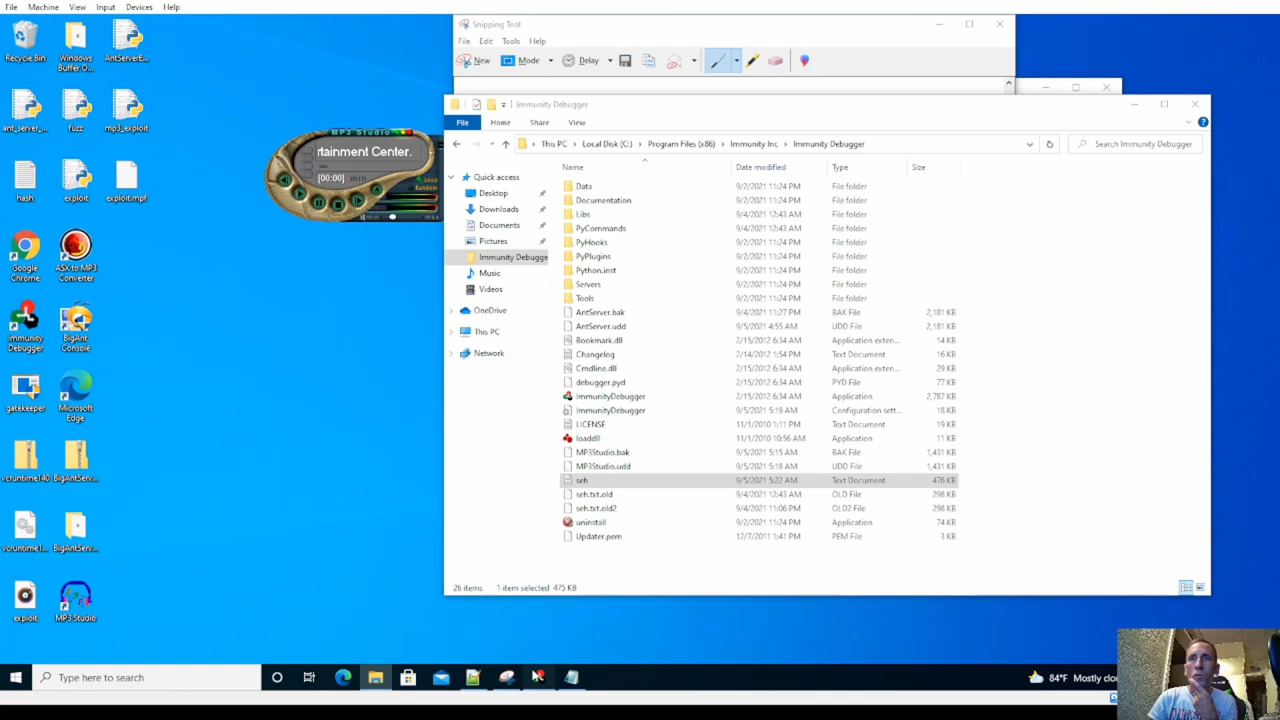 File Machine View Input Devices Help
Snipping Tool
File Edit Tools Help
New Mode Delay
Recycle Bin
Windows Buffer O...
AntServerE...
ant_server_...
fuzz
mp3_exploit
hash
exploit
exploit.mpf
Google Chrome
ASX to MP3 Converter
Immunity Debugger
BigAnt Console
gatekeeper
Microsoft Edge
vcruntime140
BigAntServ...
vcruntime1...
BigAntServ...
exploit
MP3 Studio
MP3 Studio
rtainment Center.
Loop
Random
[00:00] min
min max
Immunity Debugger
File Home Share View
This PC > Local Disk (C:) > Program Files (x86) > Immunity Inc > Immunity Debugger
Search Immunity Debugger
Quick access
Desktop
Downloads
Documents
Pictures
Immunity Debugge
Music
Videos
OneDrive
This PC
Network
Name Date modified Type Size
Data 9/2/2021 11:24 PM File folder
Documentation 9/2/2021 11:24 PM File folder
Libs 9/4/2021 12:43 AM File folder
PyCommands 9/4/2021 12:43 AM File folder
PyHooks 9/2/2021 11:24 PM File folder
PyPlugins 9/2/2021 11:24 PM File folder
Python.inst 9/2/2021 11:24 PM File folder
Servers 9/2/2021 11:24 PM File folder
Tools 9/2/2021 11:24 PM File folder
AntServer.bak 9/4/2021 11:27 PM BAK File 2,181 KB
AntServer.udd 9/5/2021 4:55 AM UDD File 2,181 KB
Bookmark.dll 2/15/2012 6:34 AM Application exten... 14 KB
Changelog 2/14/2012 1:54 PM Text Document 16 KB
Cmdline.dll 2/15/2012 6:34 AM Application exten... 29 KB
debugger.pyd 2/15/2012 6:34 AM PYD File 77 KB
ImmunityDebugger 2/15/2012 6:34 AM Application 2,787 KB
ImmunityDebugger 9/5/2021 5:19 AM Configuration sett... 18 KB
LICENSE 11/1/2010 1:11 PM Text Document 19 KB
loaddll 11/1/2010 10:56 AM Application 11 KB
MP3Studio.bak 9/5/2021 5:15 AM BAK File 1,431 KB
MP3Studio.udd 9/5/2021 5:18 AM UDD File 1,431 KB
seh 9/5/2021 5:22 AM Text Document 476 KB
seh.txt.old 9/4/2021 12:43 AM OLD File 298 KB
seh.txt.old2 9/4/2021 11:06 PM OLD2 File 298 KB
uninstall 9/2/2021 11:24 PM Application 74 KB
Updater.pem 12/7/2011 1:41 PM PEM File 3 KB
26 items 1 item selected 475 KB
Type here to search
84°F Mostly clou